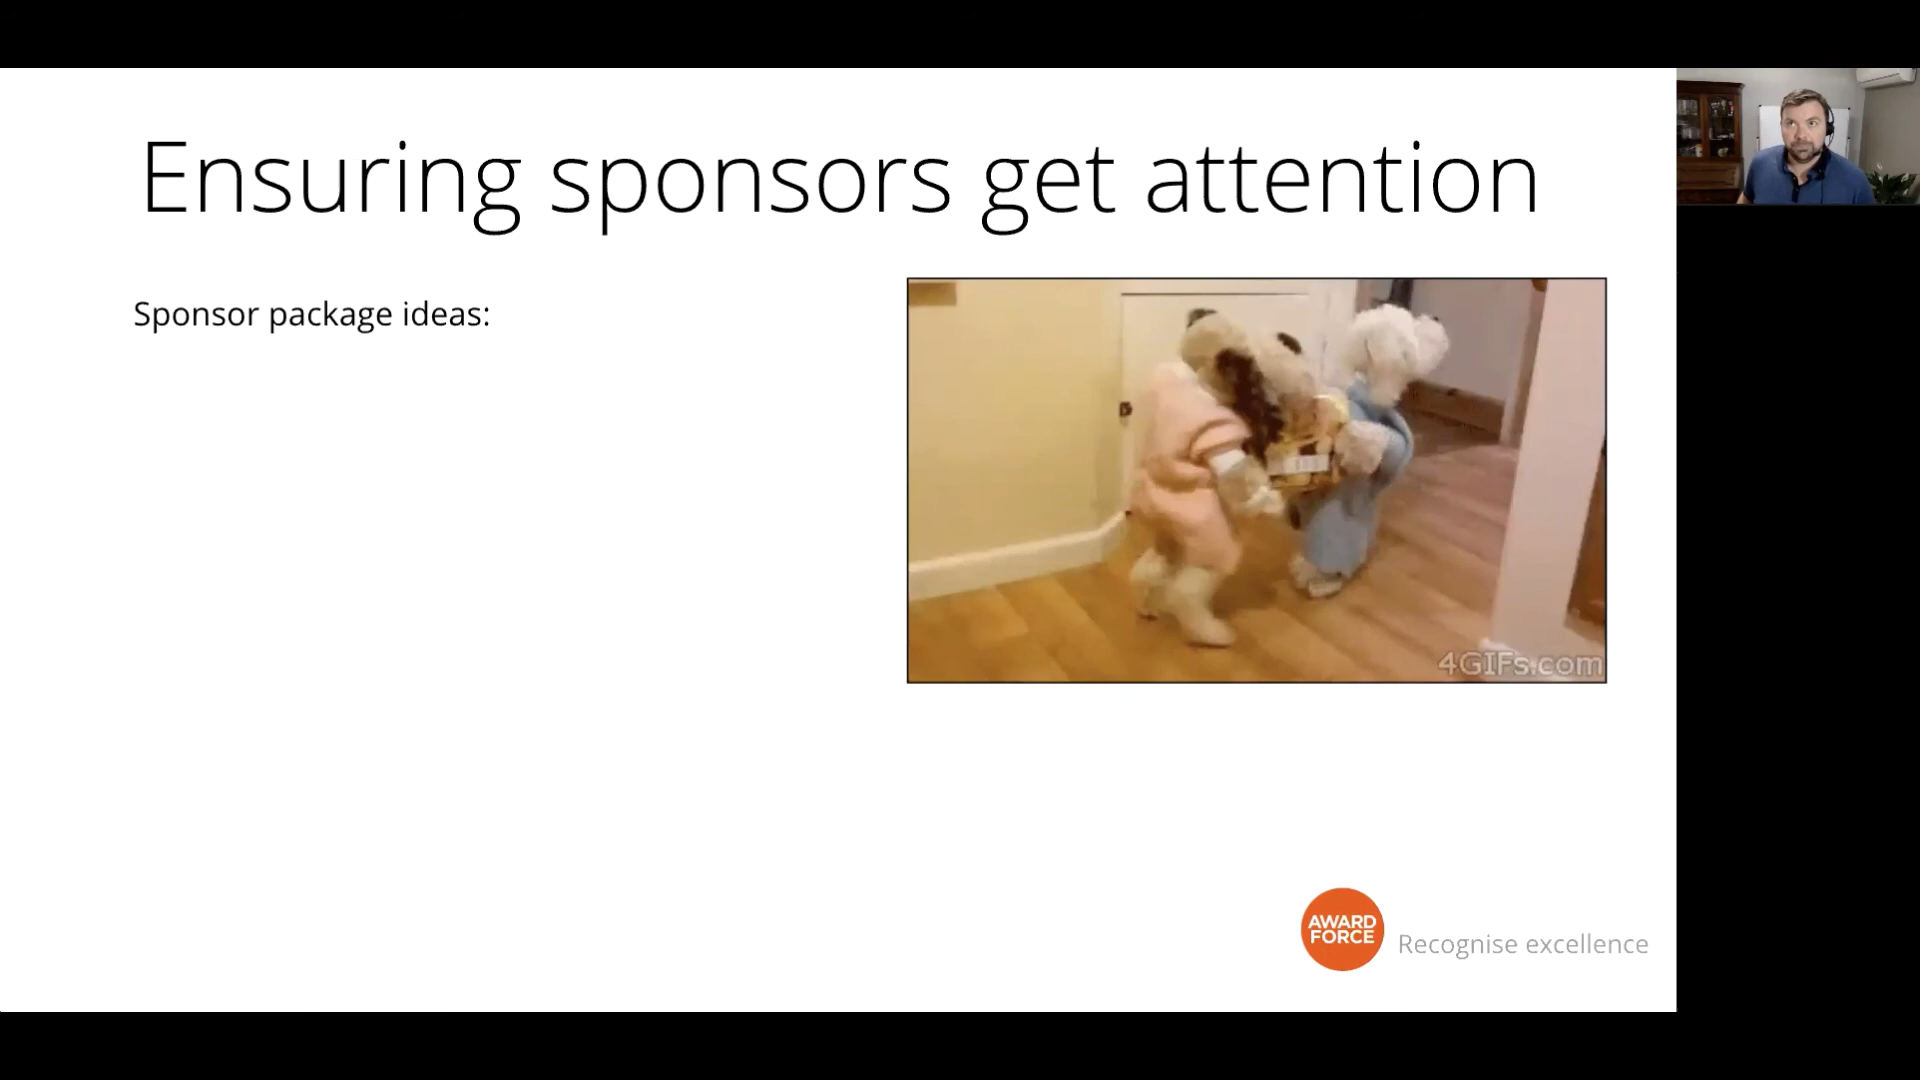 Ensuring sponsors get attention
Sponsor package ideas:
4GIFs.com
AWARD
FORCE
Recognise excellence